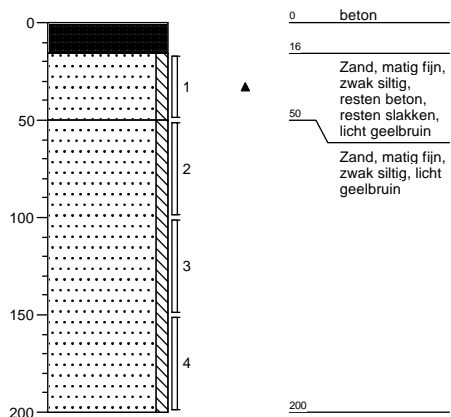 0
50
100
150
200
1
2
3
4
0 beton
16
Zand, matig fijn,
zwak siltig,
resten beton,
resten slakken,
licht geelbruin
50
Zand, matig fijn,
zwak siltig, licht
geelbruin
200